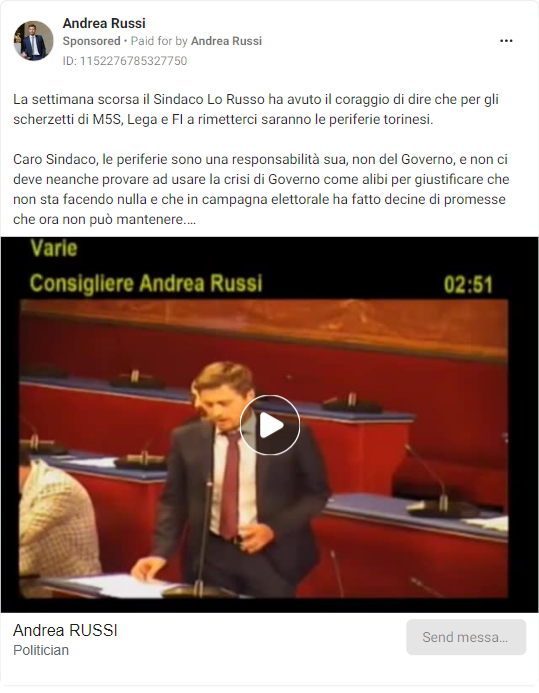 Andrea Russi
Sponsored • Paid for by Andrea Russi
ID: 1152276785327750
La settimana scorsa il Sindaco Lo Russo ha avuto il coraggio di dire che per gli
scherzetti di M5S, Lega e FI a rimetterci saranno le periferie torinesi.
Caro Sindaco, le periferie sono una responsabilità sua, non del Governo, e non ci
deve neanche provare ad usare la crisi di Governo come alibi per giustificare che
non sta facendo nulla e che in campagna elettorale ha fatto decine di promesse
che ora non può mantenere....
Varie
Consigliere Andrea Russi 02:51
Andrea RUSSI
Politician
Send messa...